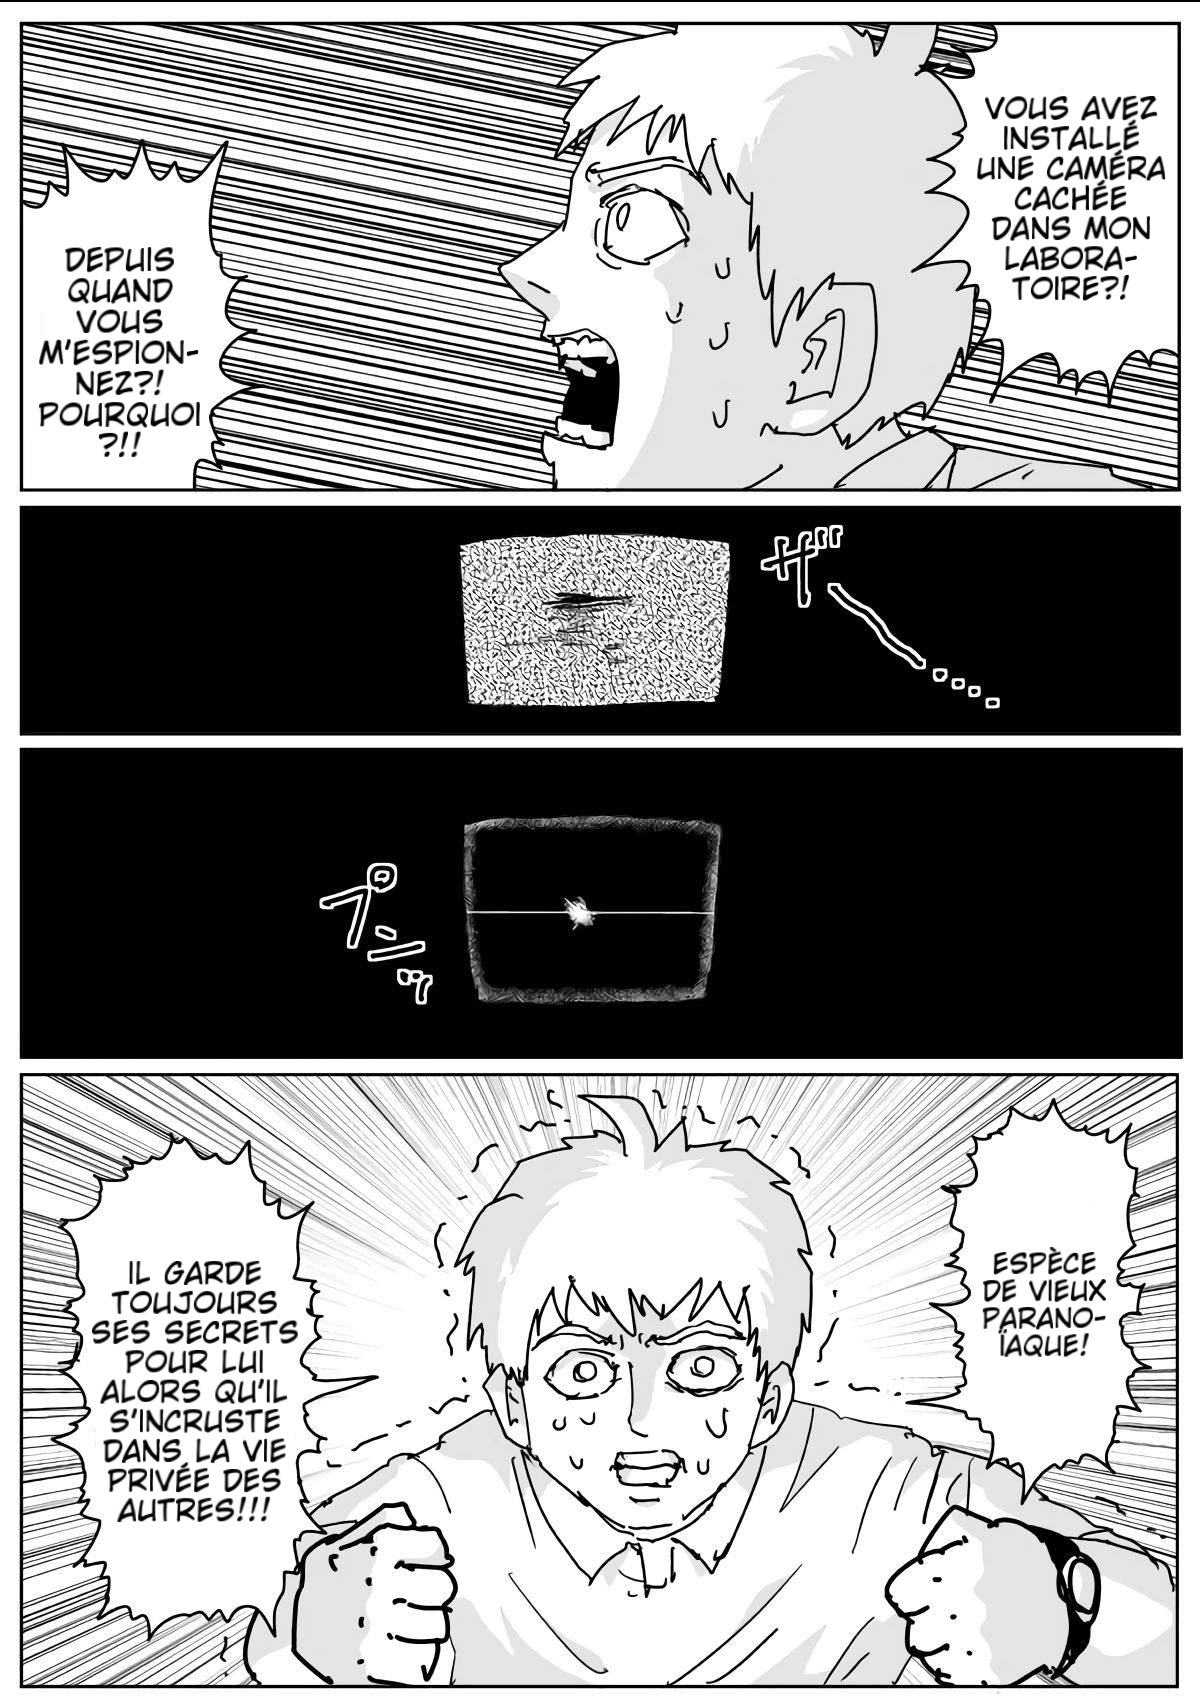 VOUS AVEZ
INSTALLÉ
UNE CAMÉRA
CACHÉE
DANS MON
LABORA-
TOIRE?!
DEPUIS
QUAND
VOUS
M'ESPION-
NEZ?!
POURQUOI
?!!
ザー....
プンッ
ESPÈCE
DE VIEUX
PARANO-
ÏAQUE!
IL GARDE
TOUJOURS
SES SECRETS
POUR LUI
ALORS QU'IL
S'INCRUSTE
DANS LA VIE
PRIVÉE DES
AUTRES!!!